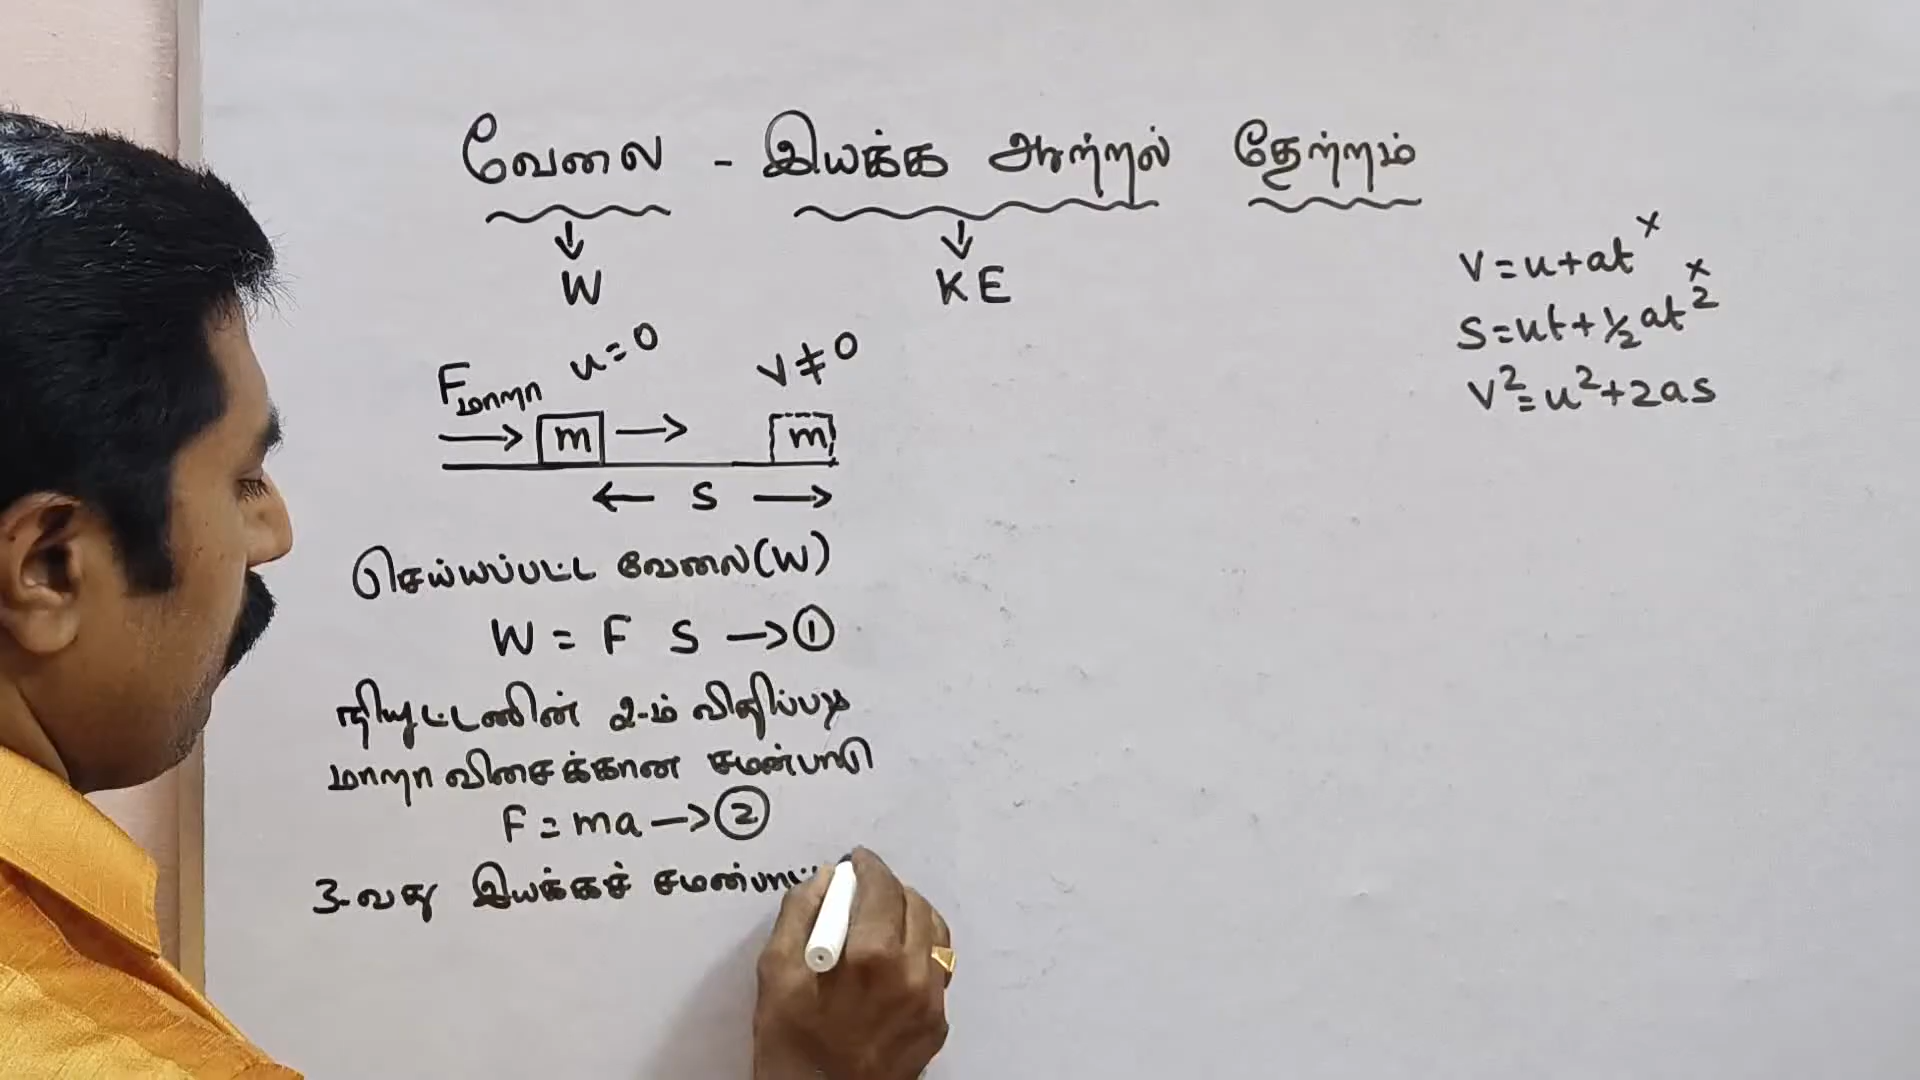 வேலை - இயக்க ஆற்றல் தேற்றம்
W
KE
V=u+at x
S=ut+½at² x
V²=u²+2as
Fமாறா u=0 V≠0
m m
S
செய்யப்பட்ட வேலை(W)
W = F S →①
நியூட்டனின் 2-ம் விதிப்படி
மாறா விசைக்கான சமன்பாடு
F=ma→②
3-வது இயக்கச் சமன்பாட்